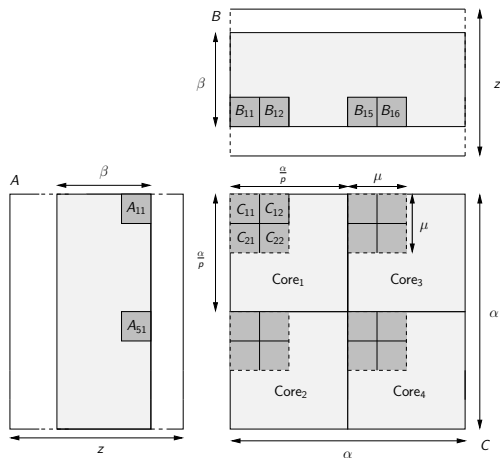 B
β
B₁₁ B₁₂ B₁₅ B₁₆
z
A
β
α/p
μ
A₁₁
C₁₁ C₁₂
C₂₁ C₂₂
μ
α/p
Core₁ Core₃
α
A₅₁
Core₂ Core₄
z
α
C